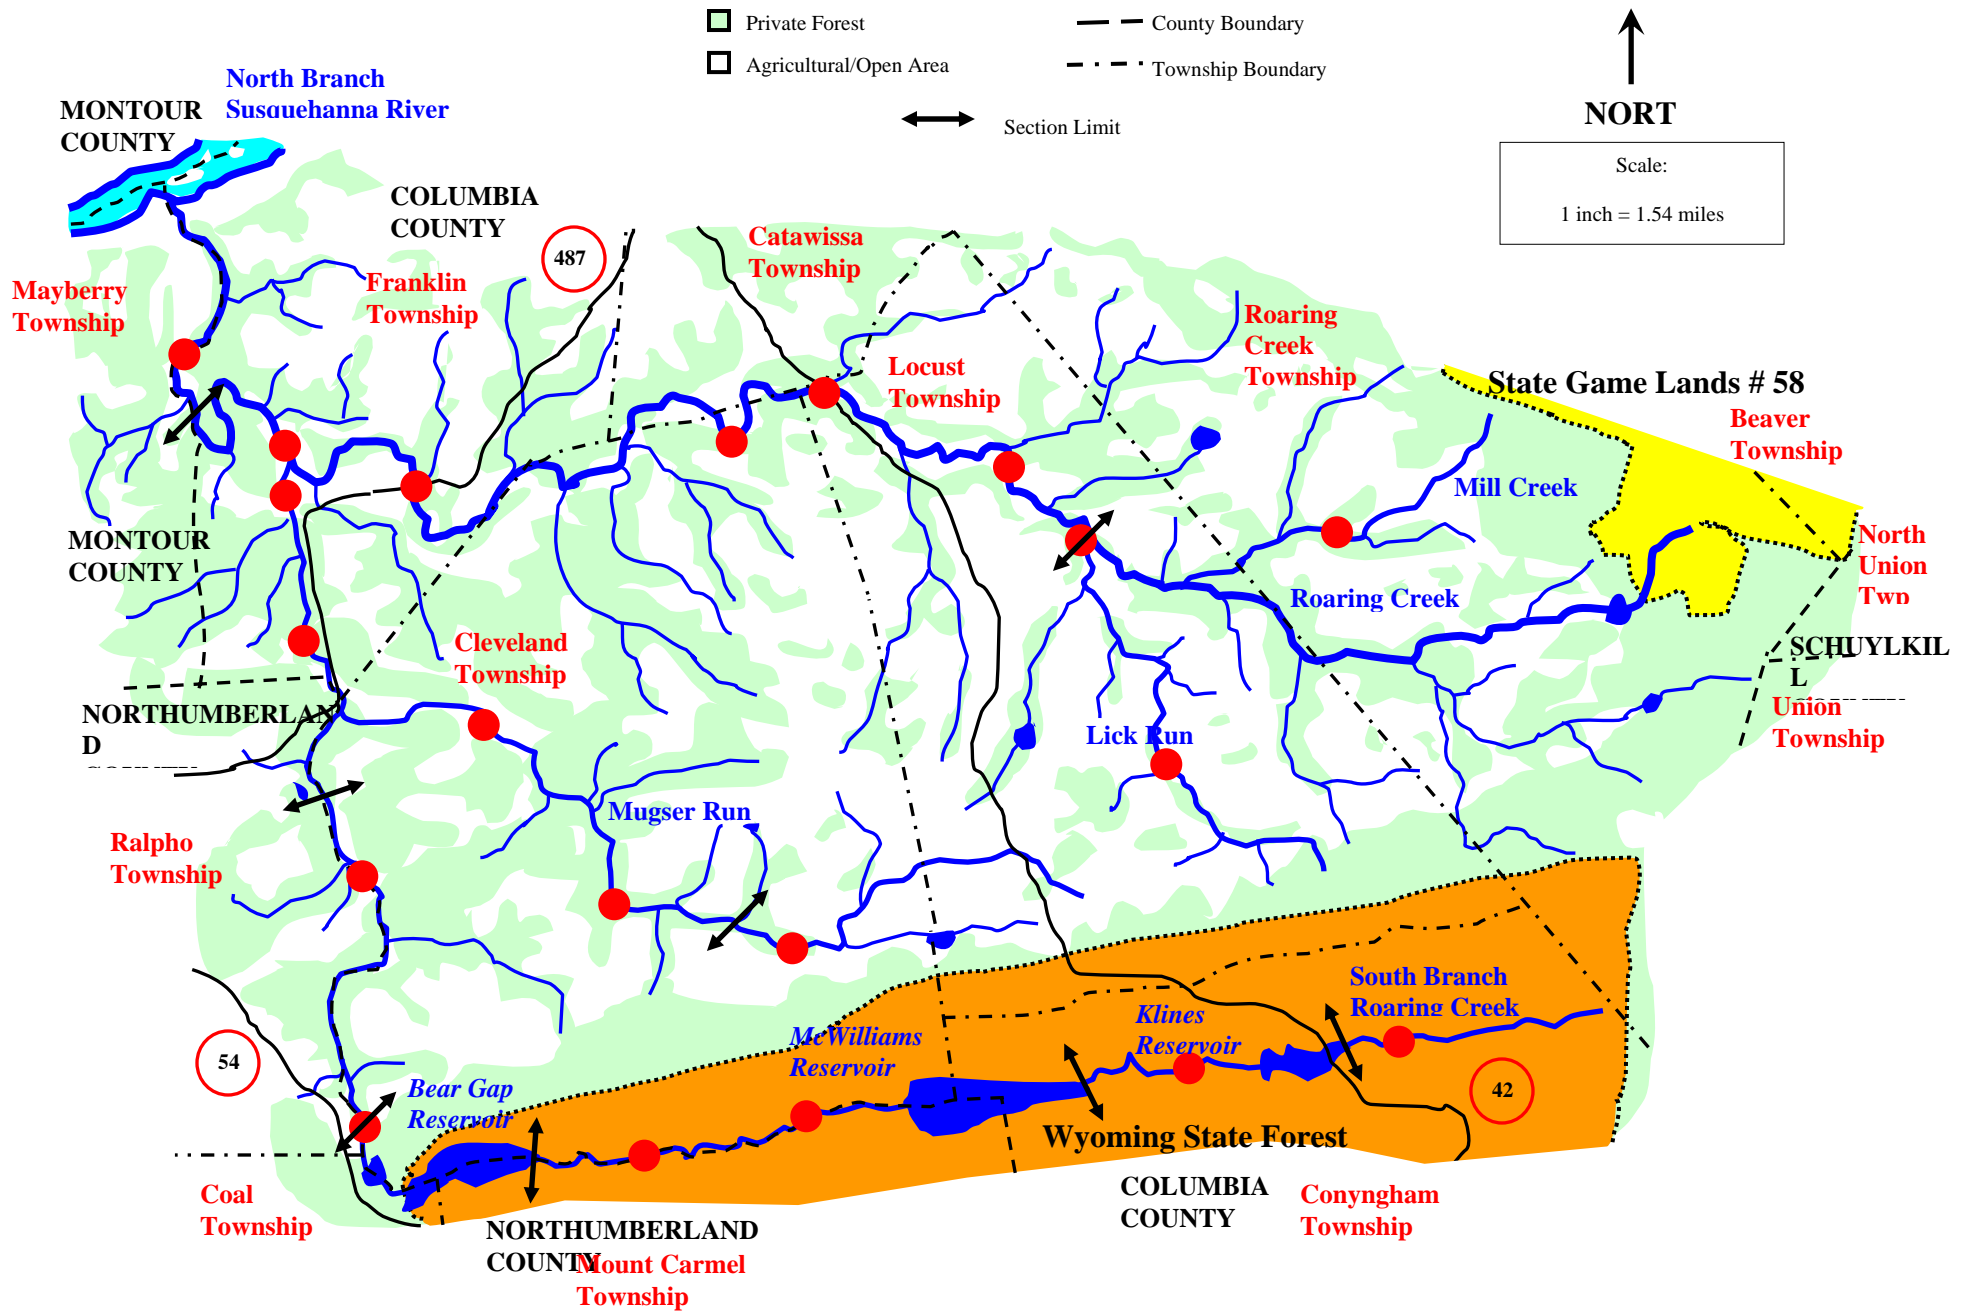 Private Forest
County Boundary
Agricultural/Open Area
Township Boundary
Section Limit
NORT
Scale:
1 inch = 1.54 miles
North Branch
Susquehanna River
MONTOUR
COUNTY
COLUMBIA
COUNTY
487
Catawissa
Township
Mayberry
Township
Franklin
Township
Roaring
Creek
Township
Locust
Township
State Game Lands # 58
Beaver
Township
Mill Creek
North
Union
Twp
MONTOUR
COUNTY
Roaring Creek
Cleveland
Township
SCHUYLKIL
L
Union
Township
NORTHUMBERLAN
D
COUNTY
Lick Run
Mugser Run
Ralpho
Township
South Branch
Roaring Creek
Klines
Reservoir
McWilliams
Reservoir
54
Bear Gap
Reservoir
42
Wyoming State Forest
Coal
Township
COLUMBIA
COUNTY
Conyngham
Township
NORTHUMBERLAND
COUNTY
Mount Carmel
Township